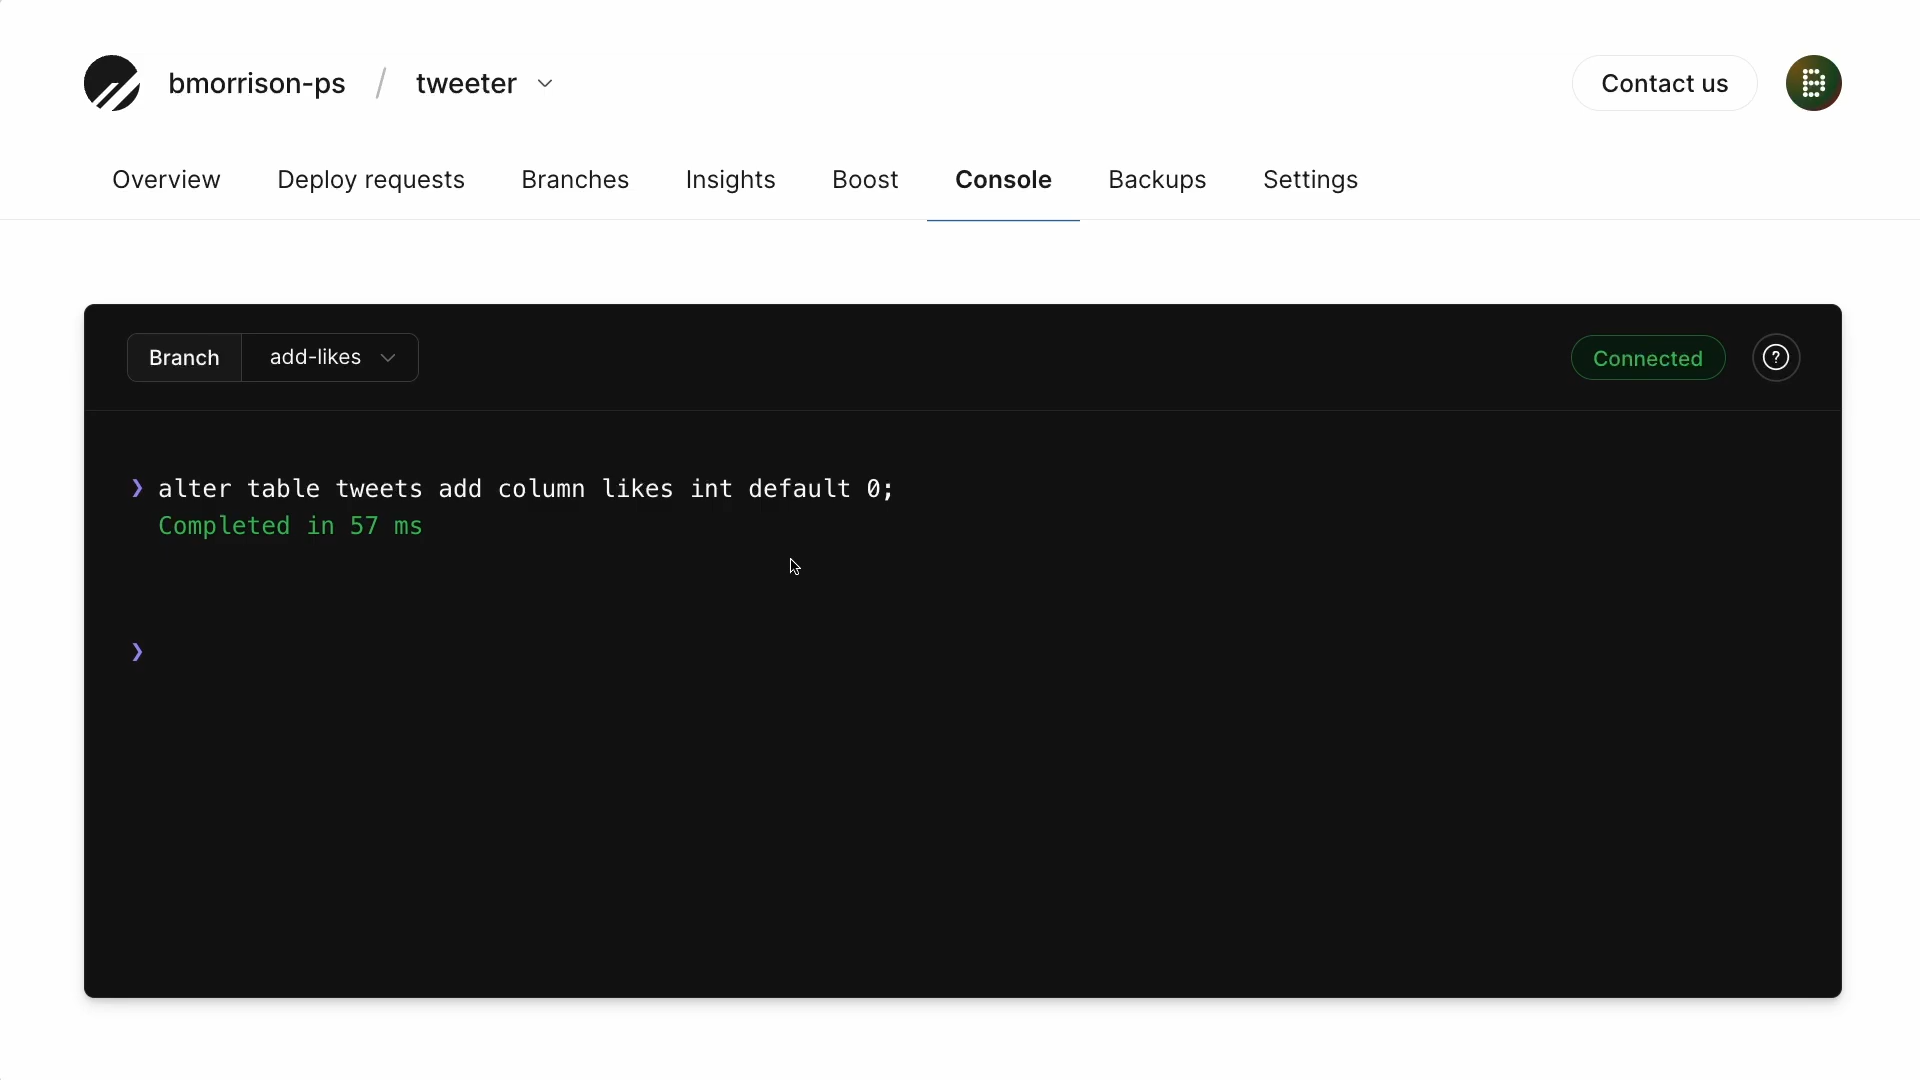 bmorrison-ps / tweeter
Contact us
Overview Deploy requests Branches Insights Boost Console Backups Settings
Branch add-likes
Connected
?
❯ alter table tweets add column likes int default 0;
Completed in 57 ms
❯